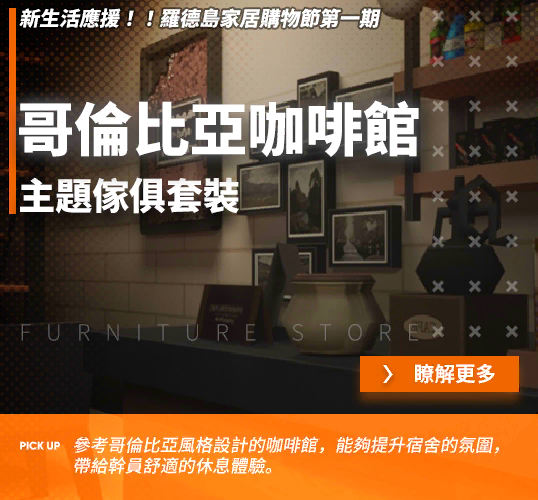 新生活應援！！羅德島家居購物節第一期
哥倫比亞咖啡館
主題傢俱套裝
FURNITURE STORE
》 瞭解更多
PICK UP 參考哥倫比亞風格設計的咖啡館，能夠提升宿舍的氛圍，
帶給幹員舒適的休息體驗。